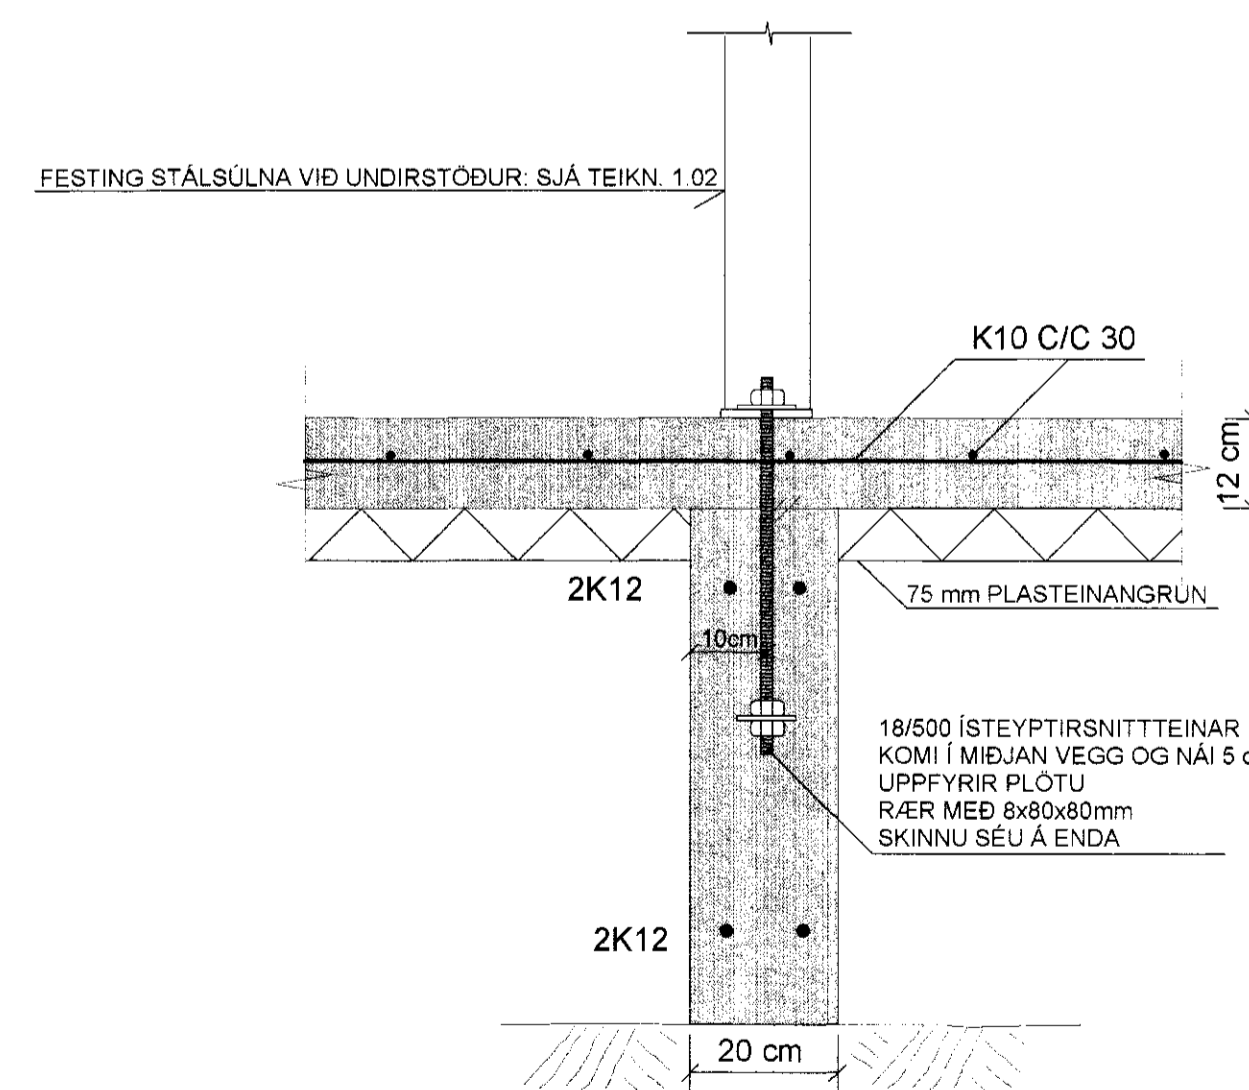 FESTING STÁLSÚLNA VIÐ UNDIRSTÖÐUR: SJÁ TEIKN. 1.02
K10 C/C 30
12 cm
2K12
75 mm PLASTEINANGRUN
10cm
18/500 ÍSTEYPTIRSNITTTEINAR
KOMI Í MIÐJAN VEGG OG NÁI 5 c
UPPFYRIR PLÖTU
RÆR MEÐ 8x80x80mm
SKINNU SÉU Á ENDA
2K12
20 cm